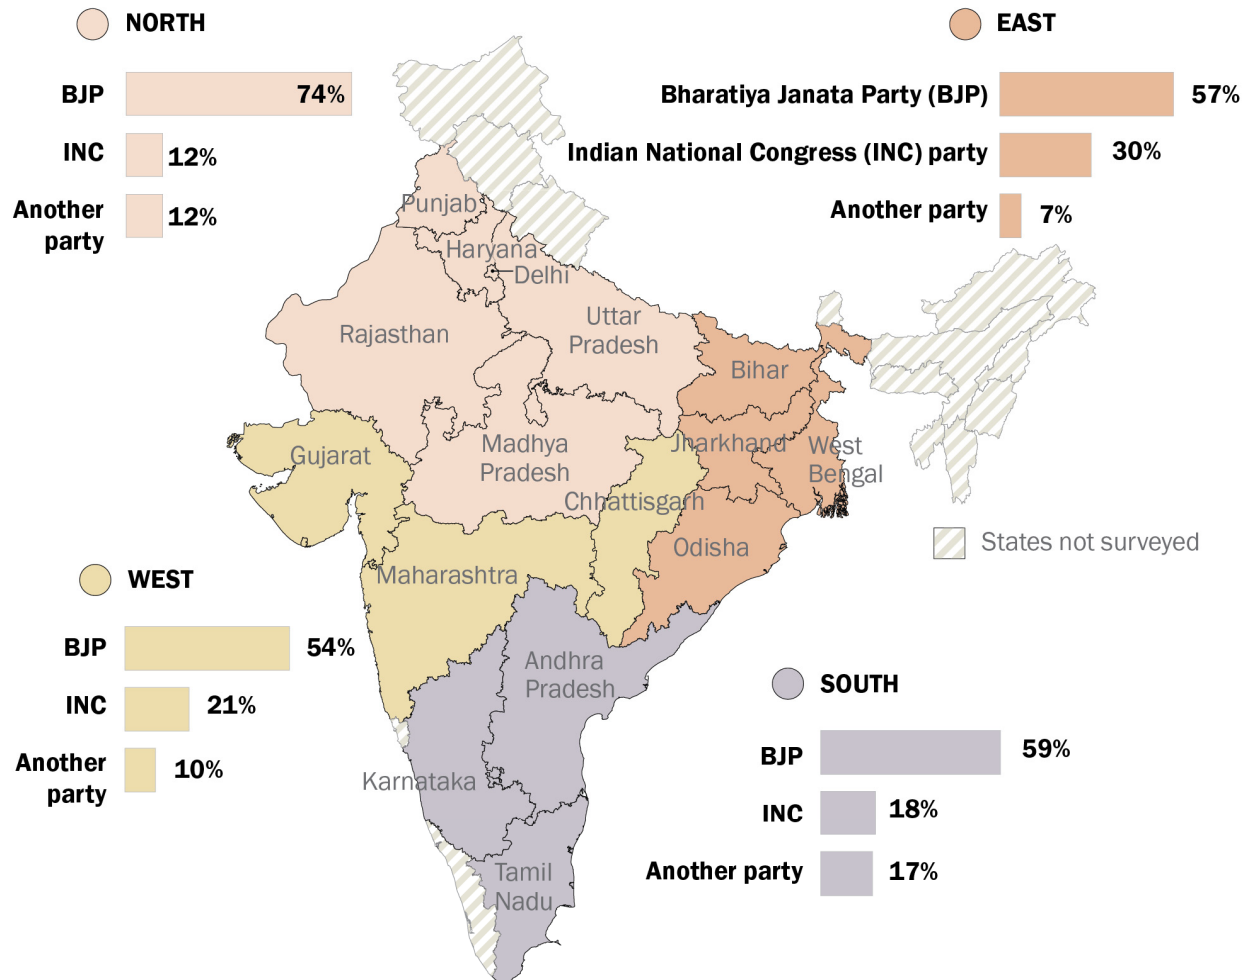 NORTH
BJP
74%
INC
12%
Another
party
12%
EAST
Bharatiya Janata Party (BJP)
57%
Indian National Congress (INC) party
30%
Another party
7%
Punjab
Haryana
Delhi
Rajasthan
Uttar
Pradesh
Bihar
Gujarat
Madhya
Pradesh
Jharkhand
West
Bengal
Chhattisgarh
Odisha
Maharashtra
States not surveyed
WEST
BJP
54%
INC
21%
Another
party
10%
Andhra
Pradesh
Karnataka
Tamil
Nadu
SOUTH
BJP
59%
INC
18%
Another party
17%